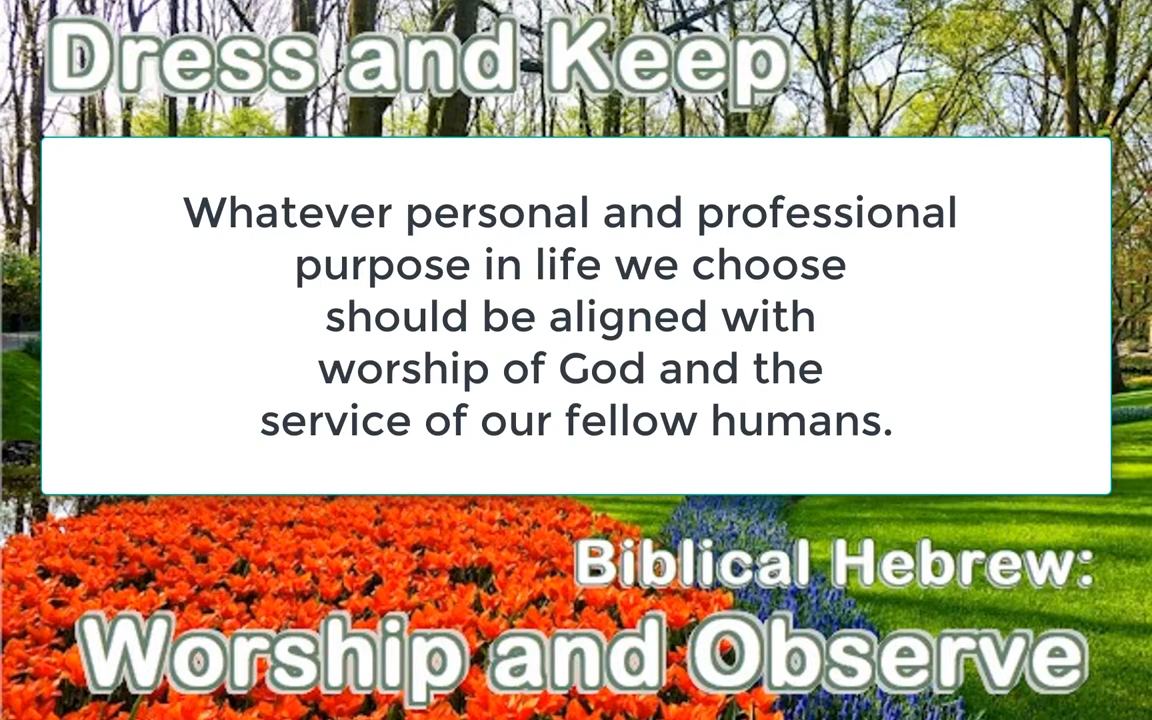 Dress and Keep
Whatever personal and professional
purpose in life we choose
should be aligned with
worship of God and the
service of our fellow humans.
Biblical Hebrew:
Worship and Observe